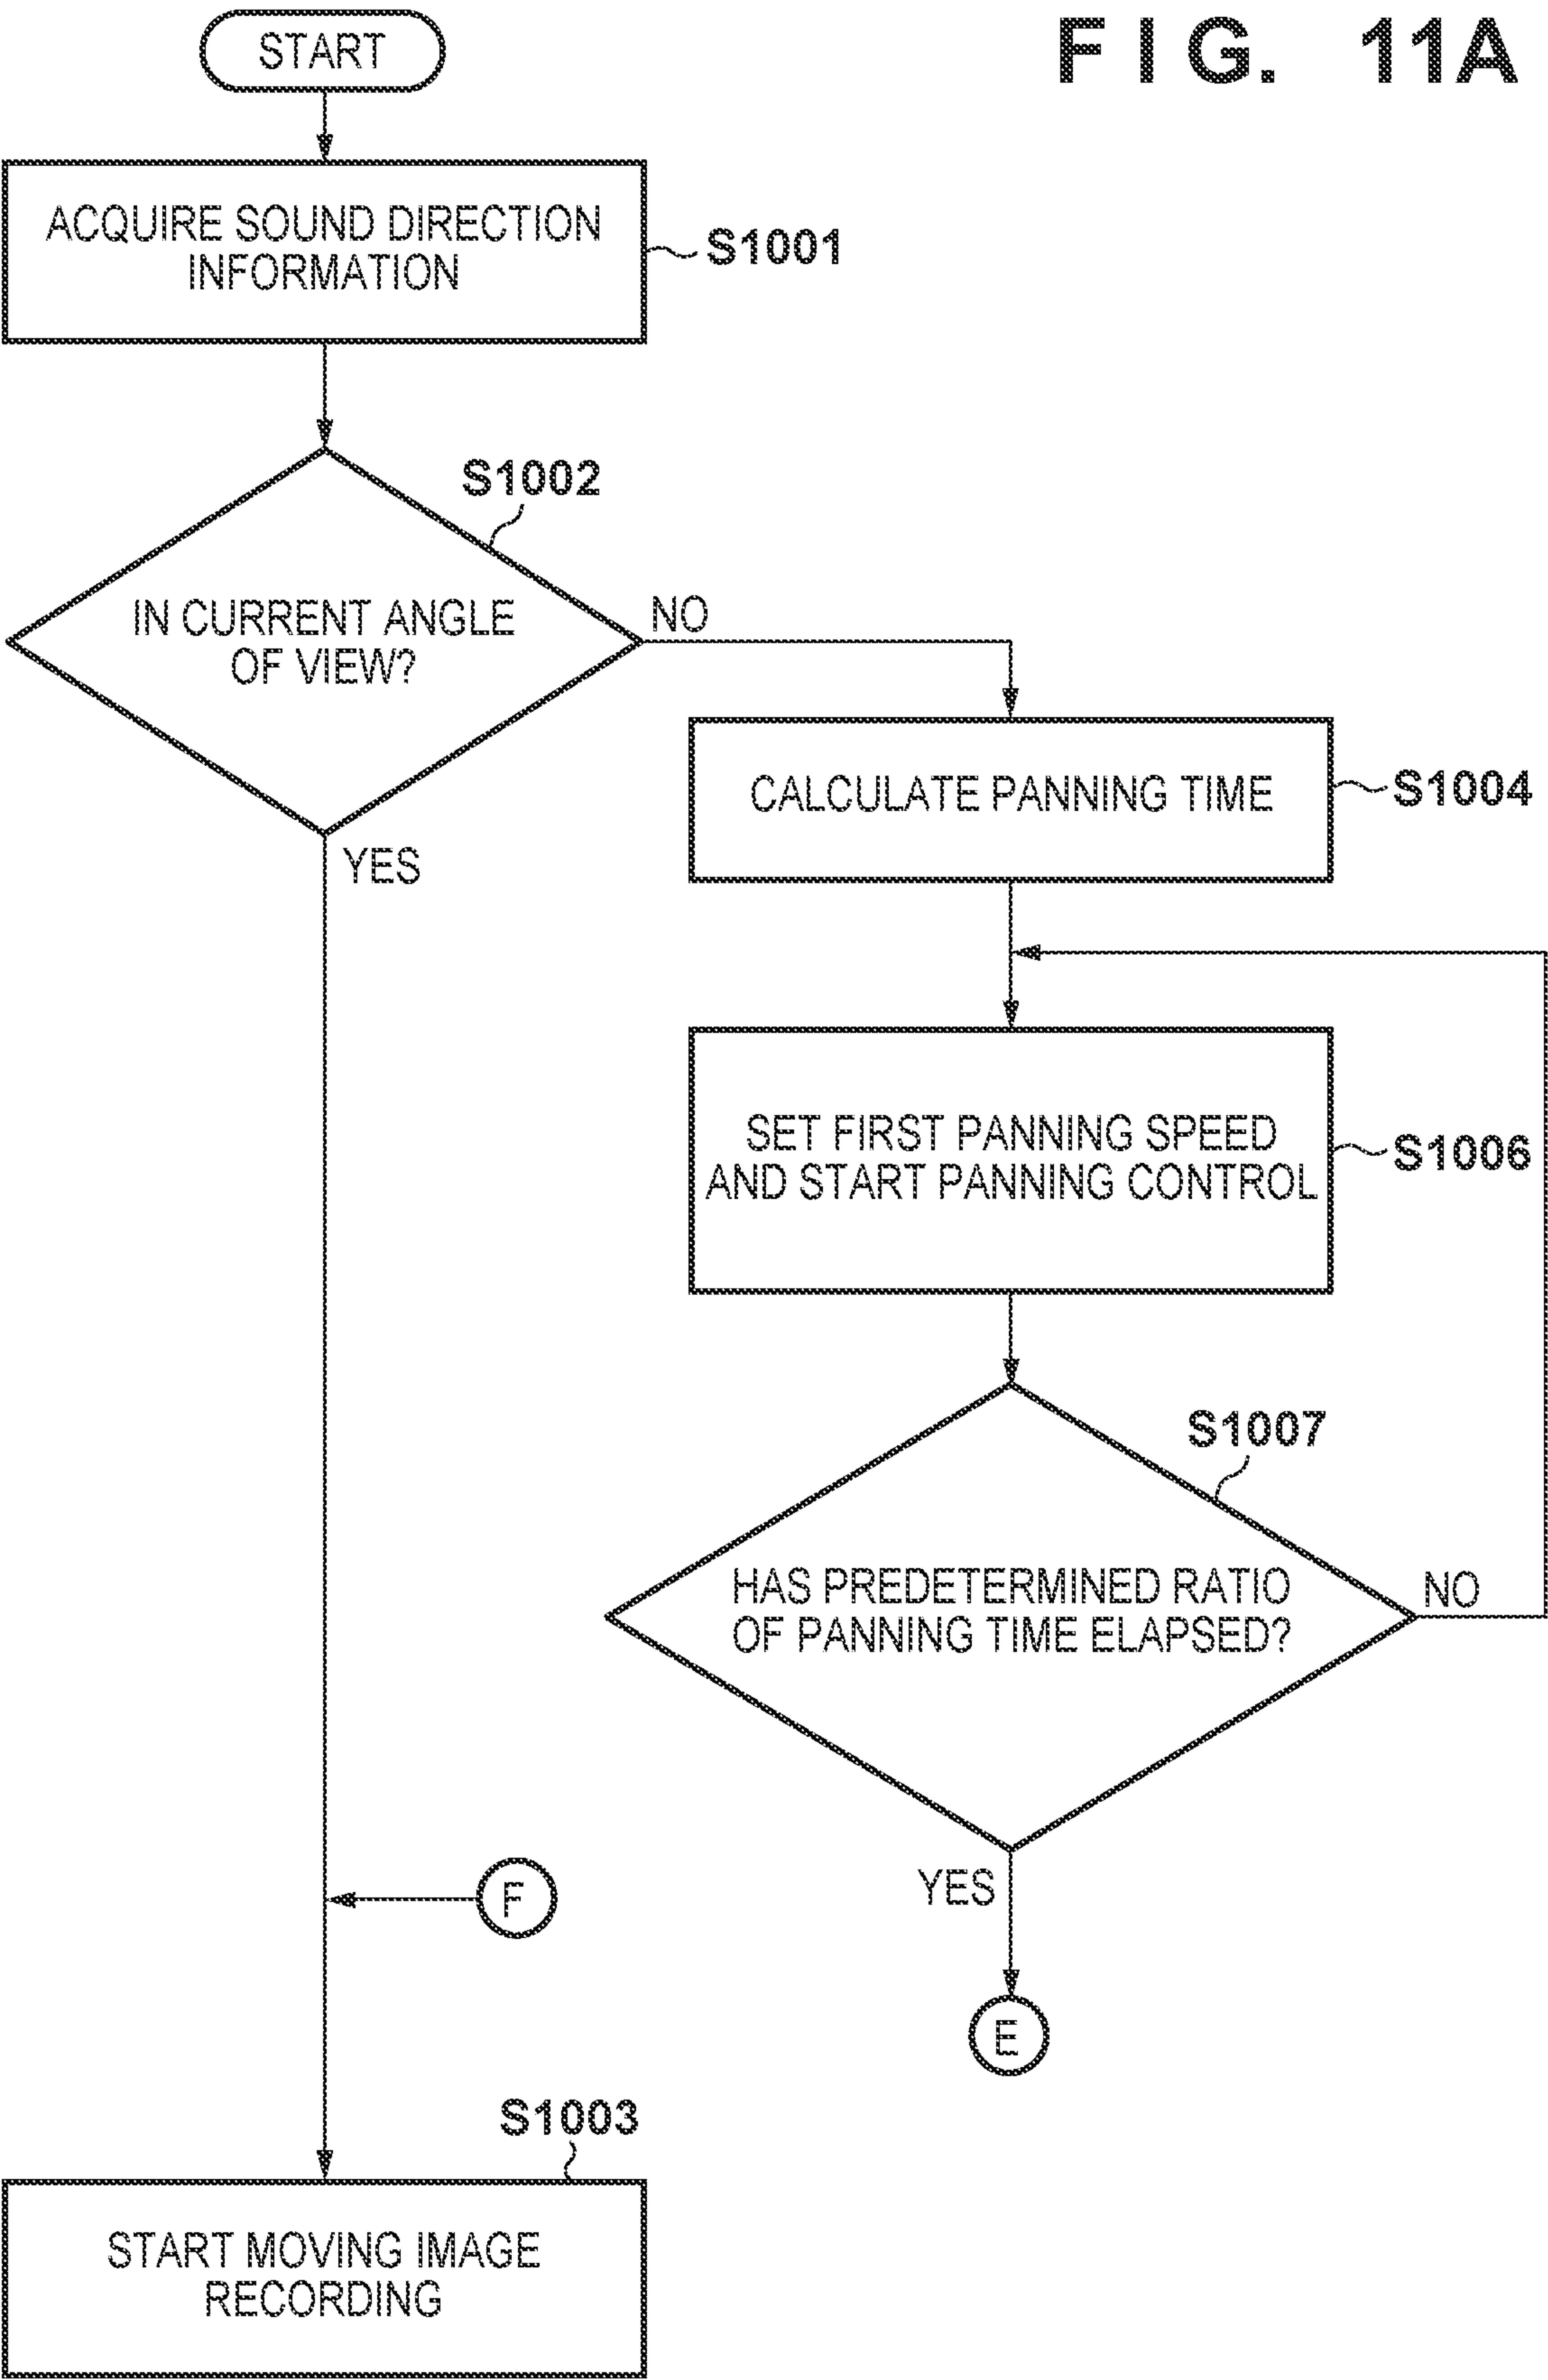 FIG. 11A
START
ACQUIRE SOUND DIRECTION
INFORMATION
S1001
S1002
IN CURRENT ANGLE
OF VIEW?
NO
YES
CALCULATE PANNING TIME
S1004
SET FIRST PANNING SPEED
AND START PANNING CONTROL
S1006
S1007
HAS PREDETERMINED RATIO
OF PANNING TIME ELAPSED?
NO
YES
F
E
S1003
START MOVING IMAGE
RECORDING